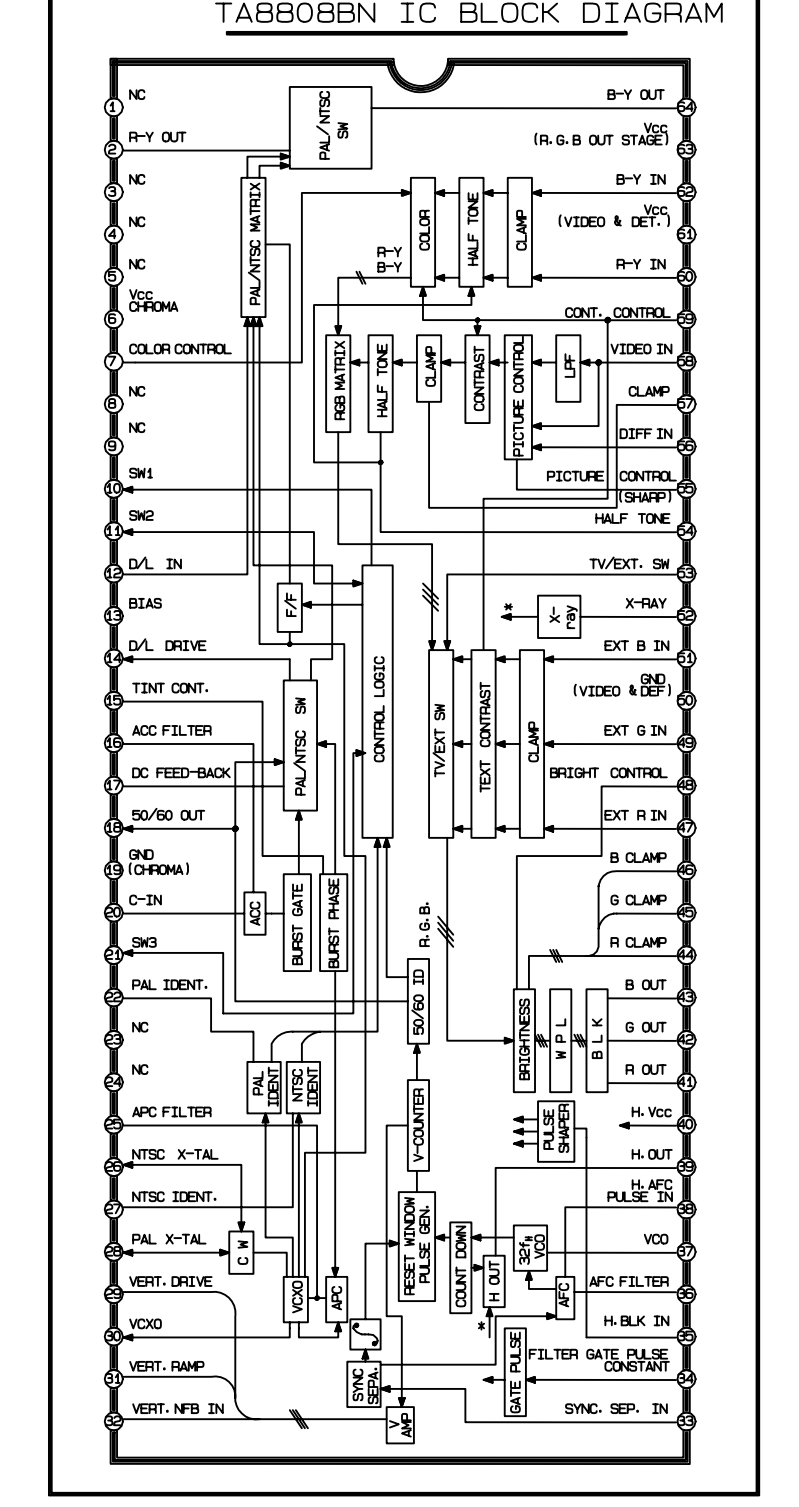 TA8808BN IC BLOCK DIAGRAM
1 NC
2 R-Y OUT
3 NC
4 NC
5 NC
6 Vcc
CHROMA
7 COLOR CONTROL
8 NC
9 NC
10 SW1
11 SW2
12 D/L IN
13 BIAS
14 D/L DRIVE
15 TINT CONT.
16 ACC FILTER
17 DC FEED-BACK
18 50/60 OUT
19 GND
(CHROMA)
20 C-IN
21 SW3
22 PAL IDENT.
23 NC
24 NC
25 APC FILTER
26 NTSC X-TAL
27 NTSC IDENT.
28 PAL X-TAL
29 VERT. DRIVE
30 VCXO
31 VERT. RAMP
32 VERT. NFB IN
PAL/NTSC
SW
PAL/NTSC MATRIX
COLOR
HALF TONE
CLAMP
R-Y
B-Y
RGB MATRIX
HALF TONE
CLAMP
CONTRAST
PICTURE CONTROL
LPF
F/F
CONTROL LOGIC
PAL/NTSC SW
X-
ray
*
TV/EXT SW
TEXT CONTRAST
CLAMP
ACC
BURST GATE
BURST PHASE
R.G.B.
50/60 ID
BRIGHTNESS
W P L
B L K
PAL
IDENT
NTSC
IDENT
V-COUNTER
PULSE
SHAPER
C W
RESET WINDOW
PULSE GEN.
COUNT DOWN
H OUT
32fH
VCO
AFC
VCXO
APC
*
SYNC
SEPA.
GATE PULSE
V
AMP
B-Y OUT 64
Vcc
(R.G.B OUT STAGE) 63
B-Y IN 62
Vcc
(VIDEO & DET.) 61
R-Y IN 60
CONT. CONTROL 59
VIDEO IN 58
CLAMP 57
DIFF IN 56
PICTURE CONTROL 55
(SHARP)
HALF TONE 54
TV/EXT. SW 53
X-RAY 52
EXT B IN 51
GND
(VIDEO & DEF) 50
EXT G IN 49
BRIGHT CONTROL 48
EXT R IN 47
B CLAMP 46
G CLAMP 45
R CLAMP 44
B OUT 43
G OUT 42
R OUT 41
H. Vcc 40
H. OUT 39
H. AFC
PULSE IN 38
VCO 37
AFC FILTER 36
H. BLK IN 35
FILTER GATE PULSE
CONSTANT 34
SYNC. SEP. IN 33